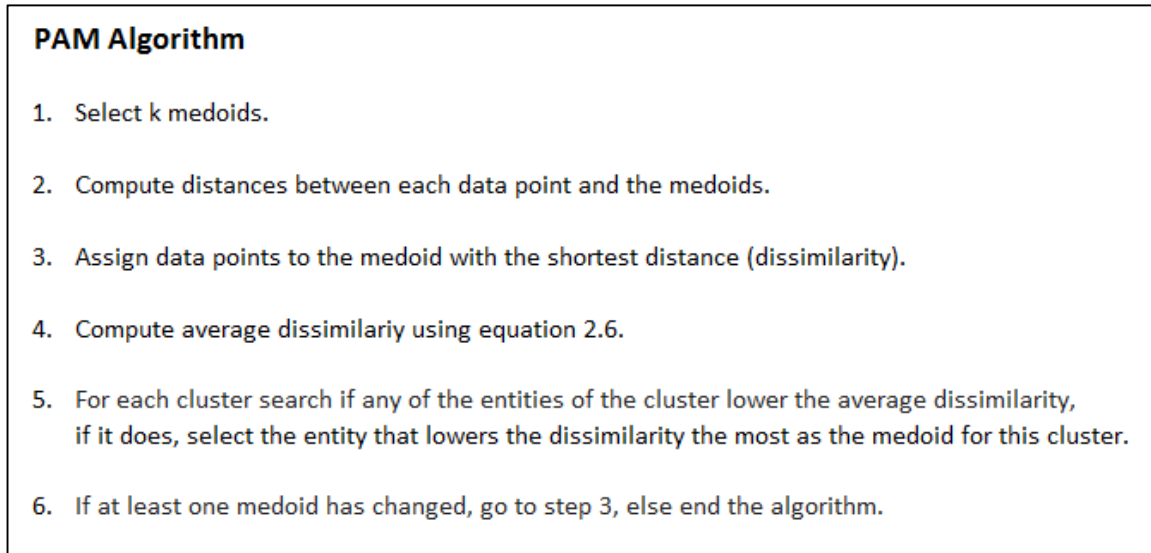 PAM Algorithm
1. Select k medoids.
2. Compute distances between each data point and the medoids.
3. Assign data points to the medoid with the shortest distance (dissimilarity).
4. Compute average dissimilariy using equation 2.6.
5. For each cluster search if any of the entities of the cluster lower the average dissimilarity,
if it does, select the entity that lowers the dissimilarity the most as the medoid for this cluster.
6. If at least one medoid has changed, go to step 3, else end the algorithm.